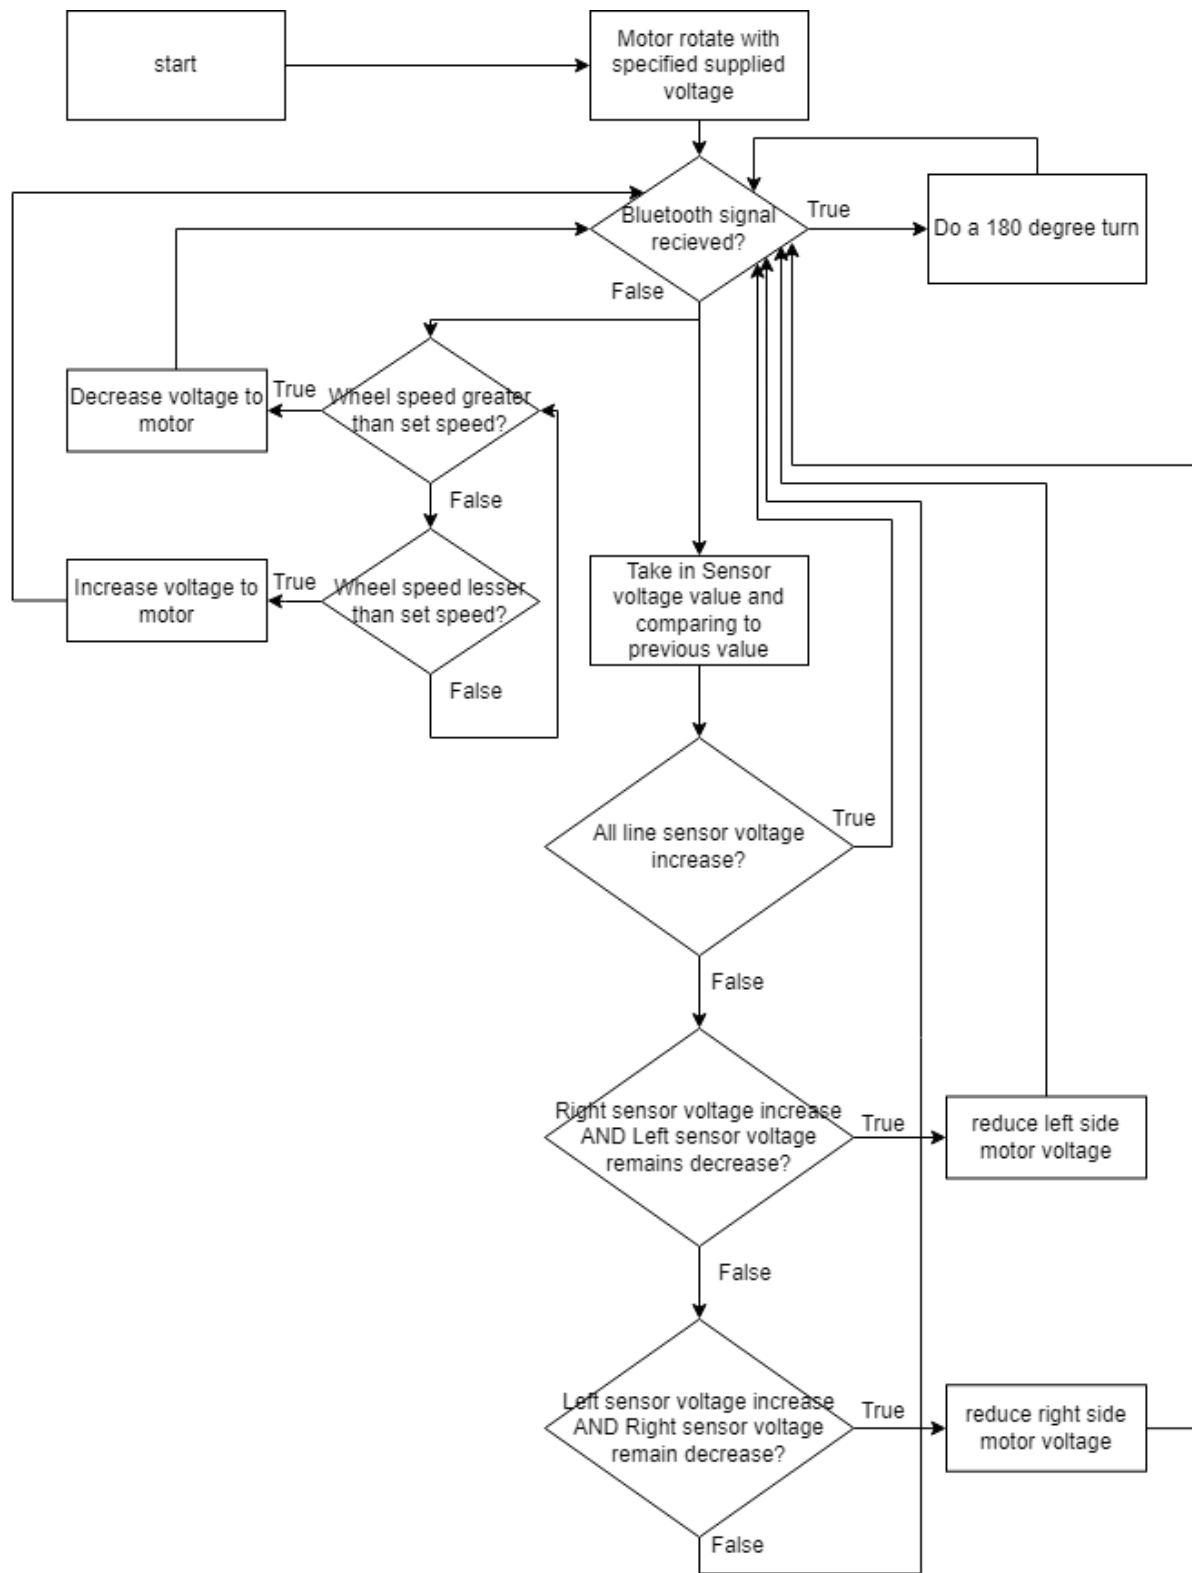 start
Motor rotate with
specified supplied
voltage
Bluetooth signal
recieved?
True
Do a 180 degree turn
False
Decrease voltage to
motor
True
Wheel speed greater
than set speed?
False
Increase voltage to
motor
True
Wheel speed lesser
than set speed?
False
Take in Sensor
voltage value and
comparing to
previous value
All line sensor voltage
increase?
True
False
Right sensor voltage increase
AND Left sensor voltage
remains decrease?
True
reduce left side
motor voltage
False
Left sensor voltage increase
AND Right sensor voltage
remain decrease?
True
reduce right side
motor voltage
False